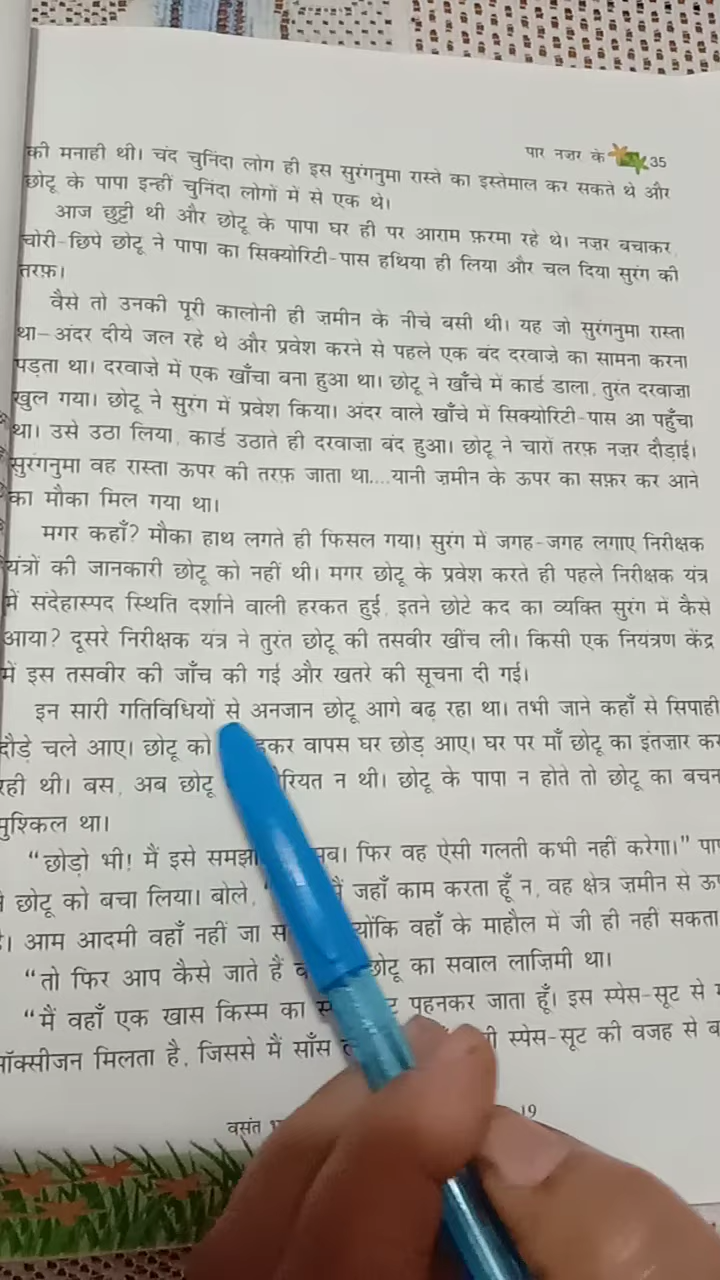 पार नज़र के 35
की मनाही थी। चंद चुनिंदा लोग ही इस सुरंगनुमा रास्ते का इस्तेमाल कर सकते थे और
छोटू के पापा इन्हीं चुनिंदा लोगों में से एक थे।
आज छुट्टी थी और छोटू के पापा घर ही पर आराम फ़रमा रहे थे। नज़र बचाकर,
चोरी-छिपे छोटू ने पापा का सिक्योरिटी-पास हथिया ही लिया और चल दिया सुरंग की
तरफ़।
वैसे तो उनकी पूरी कालोनी ही ज़मीन के नीचे बसी थी। यह जो सुरंगनुमा रास्ता
था–अंदर दीये जल रहे थे और प्रवेश करने से पहले एक बंद दरवाज़े का सामना करना
पड़ता था। दरवाज़े में एक खाँचा बना हुआ था। छोटू ने खाँचे में कार्ड डाला, तुरंत दरवाज़ा
खुल गया। छोटू ने सुरंग में प्रवेश किया। अंदर वाले खाँचे में सिक्योरिटी-पास आ पहुँचा
था। उसे उठा लिया, कार्ड उठाते ही दरवाज़ा बंद हुआ। छोटू ने चारों तरफ़ नज़र दौड़ाई।
सुरंगनुमा वह रास्ता ऊपर की तरफ़ जाता था....यानी ज़मीन के ऊपर का सफ़र कर आने
का मौका मिल गया था।
मगर कहाँ? मौका हाथ लगते ही फिसल गया! सुरंग में जगह-जगह लगाए निरीक्षक
यंत्रों की जानकारी छोटू को नहीं थी। मगर छोटू के प्रवेश करते ही पहले निरीक्षक यंत्र
में संदेहास्पद स्थिति दर्शाने वाली हरकत हुई, इतने छोटे कद का व्यक्ति सुरंग में कैसे
आया? दूसरे निरीक्षक यंत्र ने तुरंत छोटू की तसवीर खींच ली। किसी एक नियंत्रण केंद्र
में इस तसवीर की जाँच की गई और खतरे की सूचना दी गई।
इन सारी गतिविधियों से अनजान छोटू आगे बढ़ रहा था। तभी जाने कहाँ से सिपाही
दौड़े चले आए। छोटू को वापस घर छोड़ आए। घर पर माँ छोटू का इंतज़ार कर
रही थी। बस, अब छोटू न थी। छोटू के पापा न होते तो छोटू का बचन
मुश्किल था।
“छोड़ो भी! मैं इसे फिर वह ऐसी गलती कभी नहीं करेगा।”
छोटू को बचा लिया। बोले, जहाँ काम करता हूँ न, वह क्षेत्र ज़मीन से
आम आदमी वहाँ नहीं जा वहाँ के माहौल में जी ही नहीं सकता
“तो फिर आप कैसे जाते हैं छोटू का सवाल लाज़िमी था।
“मैं वहाँ एक खास किस्म का पहनकर जाता हूँ। इस स्पेस-सूट से
मिलता है, जिससे मैं साँस स्पेस-सूट की वजह से
वसंत 19